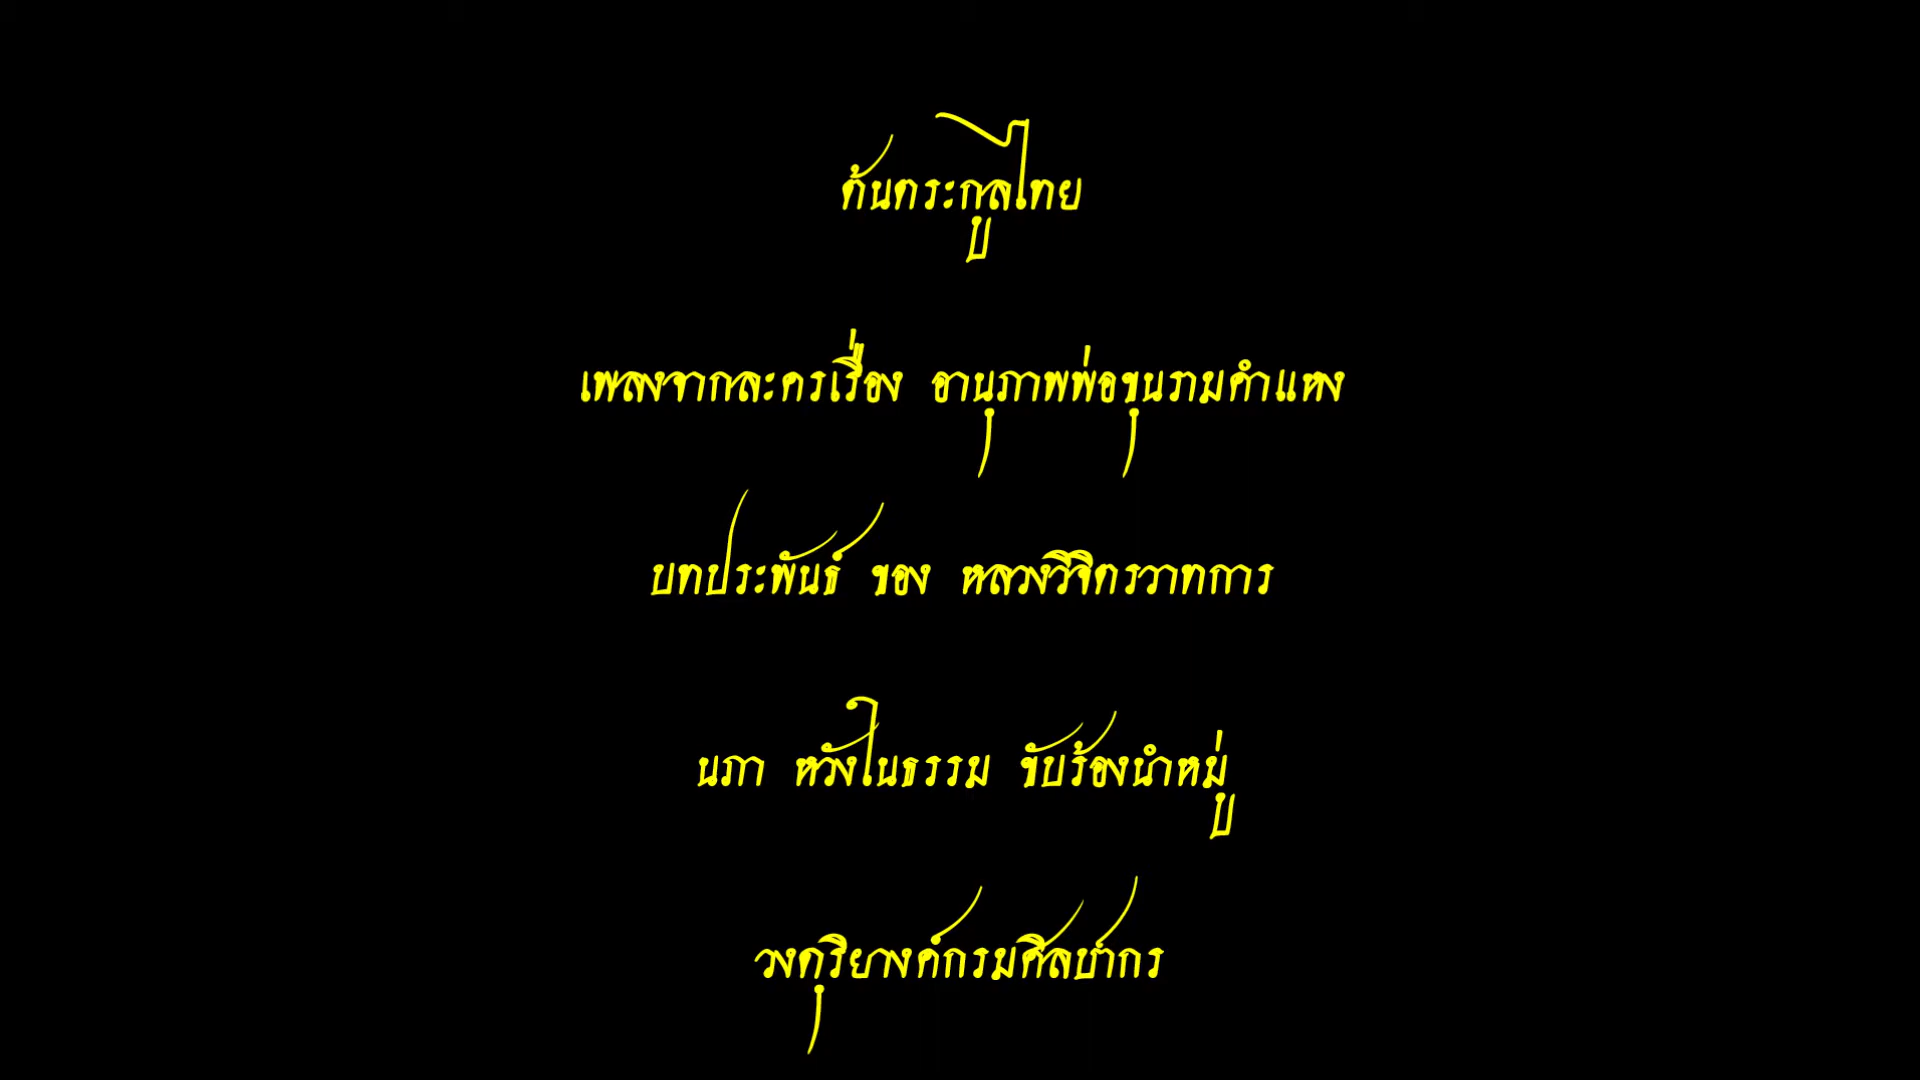 ต้นตระกูลไทย
เพลงจากละครเรื่อง อานุภาพพ่อขุนรามคำแหง
บทประพันธ์ ของ หลวงวิจิตรวาทการ
นภา หวังในธรรม ขับร้องนำหมู่
วงดุริยางค์กรมศิลปากร